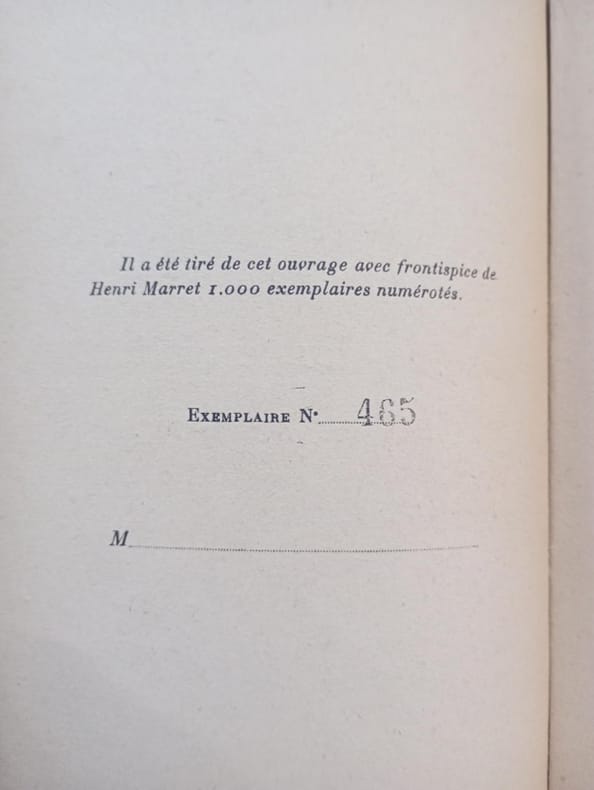 Il a été tiré de cet ouvrage avec frontispice de
Henri Marret 1.000 exemplaires numérotés.
EXEMPLAIRE N° 465
M